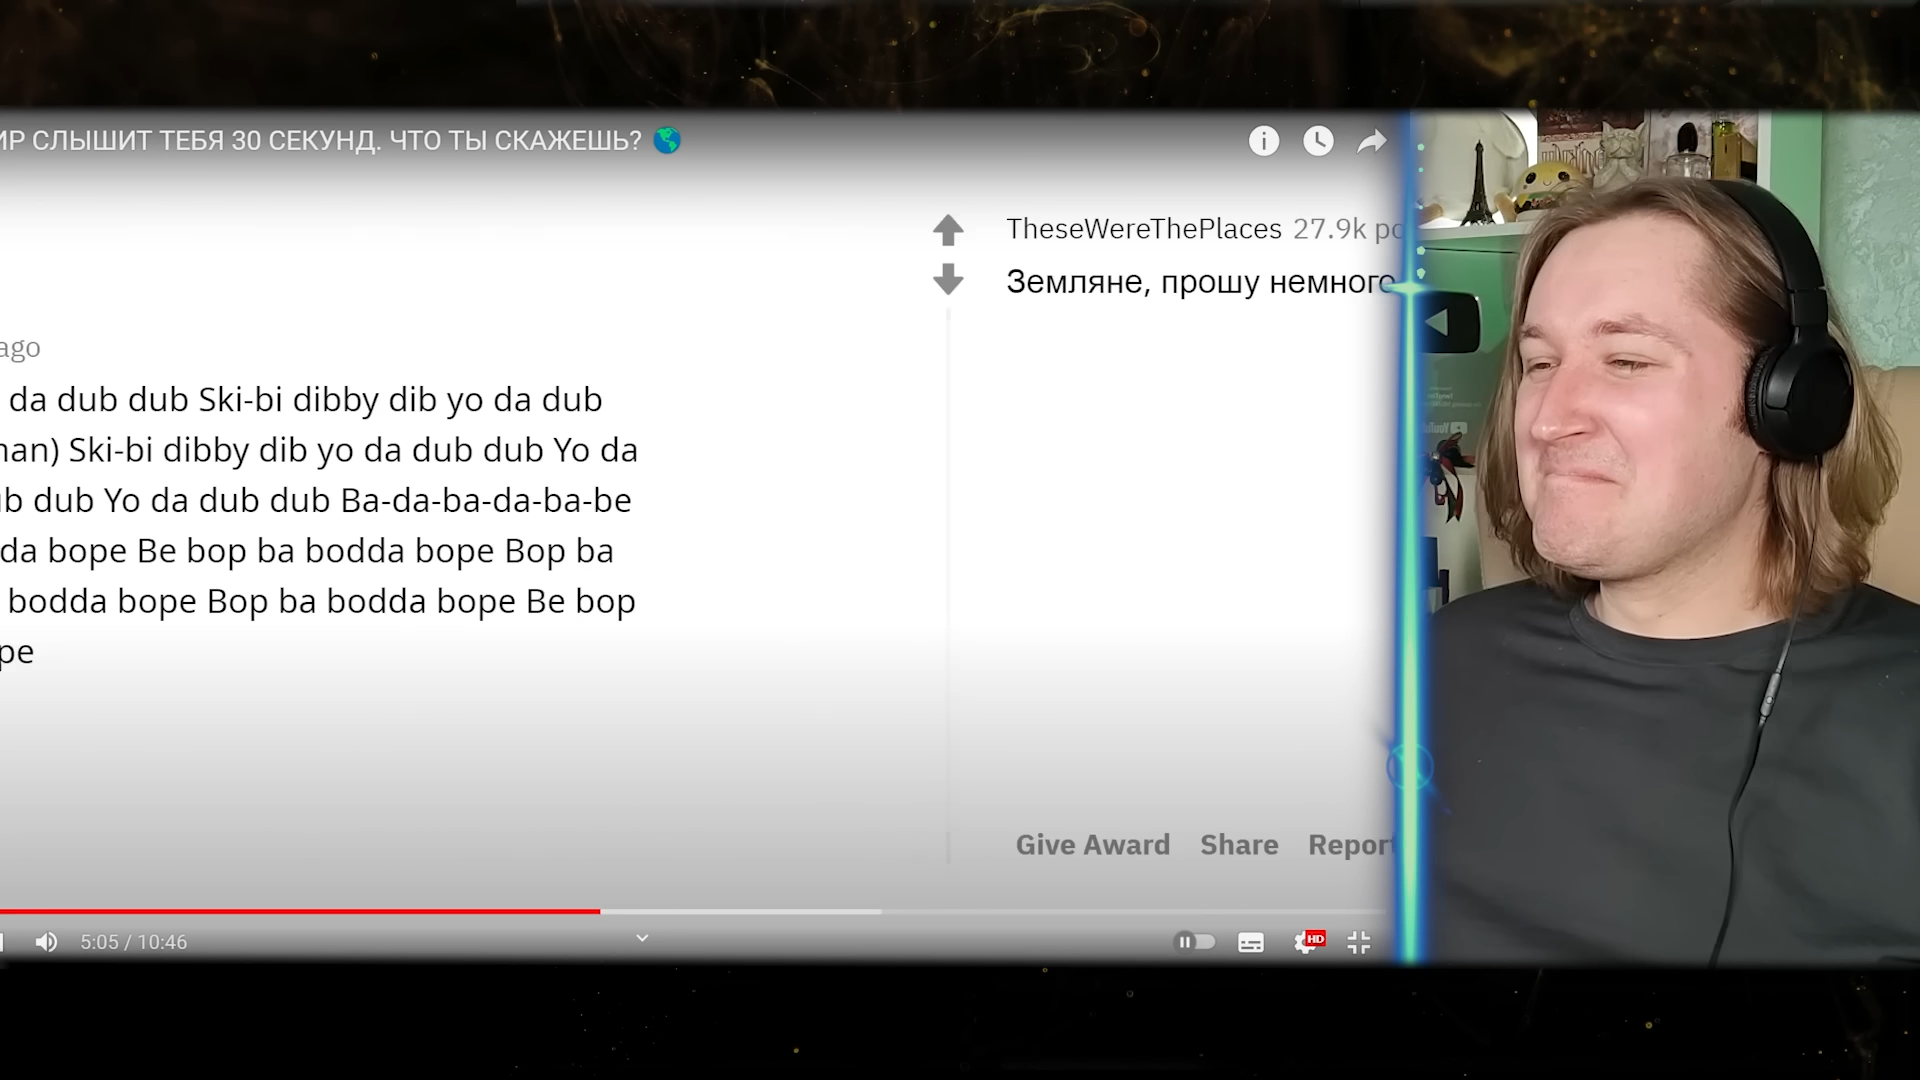 ИР СЛЫШИТ ТЕБЯ 30 СЕКУНД. ЧТО ТЫ СКАЖЕШЬ?
ago
da dub dub Ski-bi dibby dib yo da dub
nan) Ski-bi dibby dib yo da dub dub Yo da
ub dub Yo da dub dub Ba-da-ba-da-ba-be
da bope Be bop ba bodda bope Bop ba
bodda bope Bop ba bodda bope Be bop
pe
TheseWereThePlaces 27.9k po
Земляне, прошу немного
Give Award Share Report
5:05 / 10:46
HD